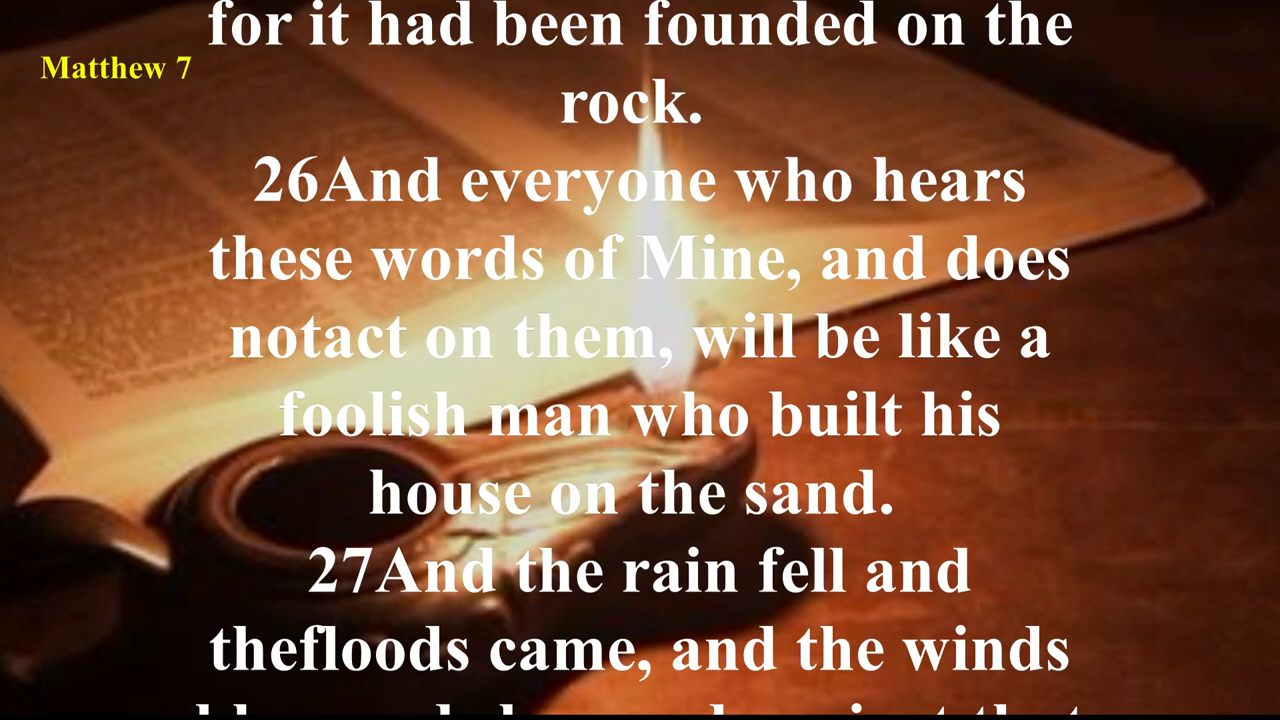 for it had been founded on the
Matthew 7
rock.
26And everyone who hears
these words of Mine, and does
notact on them, will be like a
foolish man who built his
house on the sand.
27And the rain fell and
thefloods came, and the winds